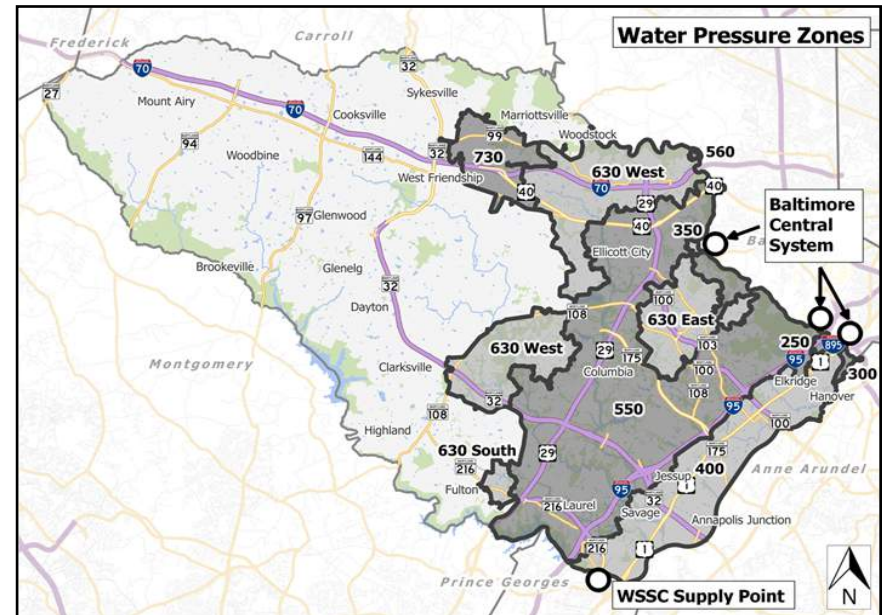 Water Pressure Zones
Frederick
Carroll
70
32
27
Mount Airy
Sykesville
Cooksville
70
Marriottsville
99
Woodstock
94
Woodbine
144
32
730
560
West Friendship
630 West
70
40
40
29
Baltimore
Central
System
97
Glenwood
40
350
Ba
Ellicott City
Brookeville
Glenelg
32
Dayton
108
100
630 East
630 West
29
175
103
250
895
95
1
300
Clarksville
Columbia
100
Elkridge
Hanover
32
108
550
95
100
Montgomery
108
Highland
630 South
29
175
216
400
Anne Arundel
Jessup
1
Fulton
95
32
216
Laurel
Savage
Annapolis Junction
216
1
Prince Georges
WSSC Supply Point
N